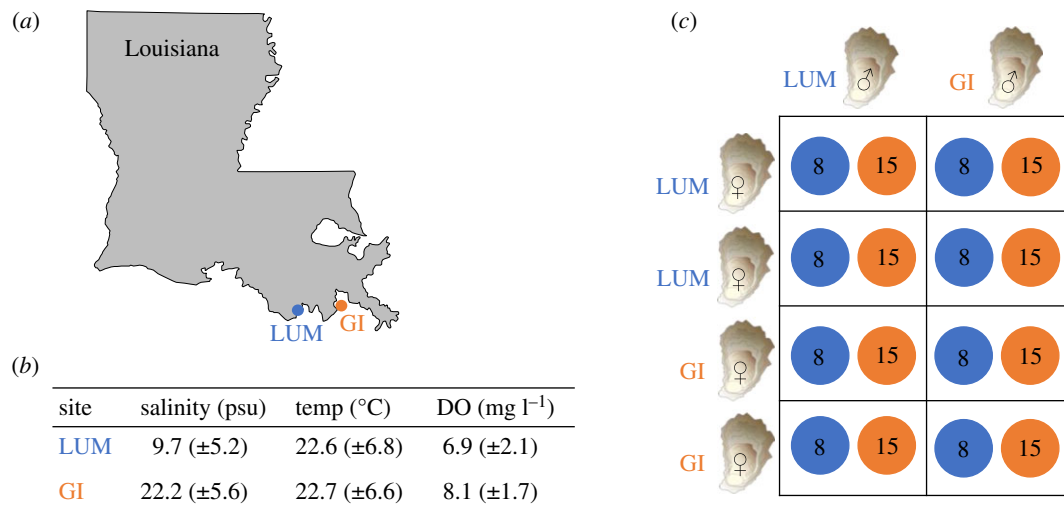 (a)
Louisiana
LUM
GI
(b)
site salinity (psu) temp (°C) DO (mg l⁻¹)
LUM 9.7 (±5.2) 22.6 (±6.8) 6.9 (±2.1)
GI 22.2 (±5.6) 22.7 (±6.6) 8.1 (±1.7)
(c)
LUM ♂ GI ♂
LUM ♀ 8 15 8 15
LUM ♀ 8 15 8 15
GI ♀ 8 15 8 15
GI ♀ 8 15 8 15